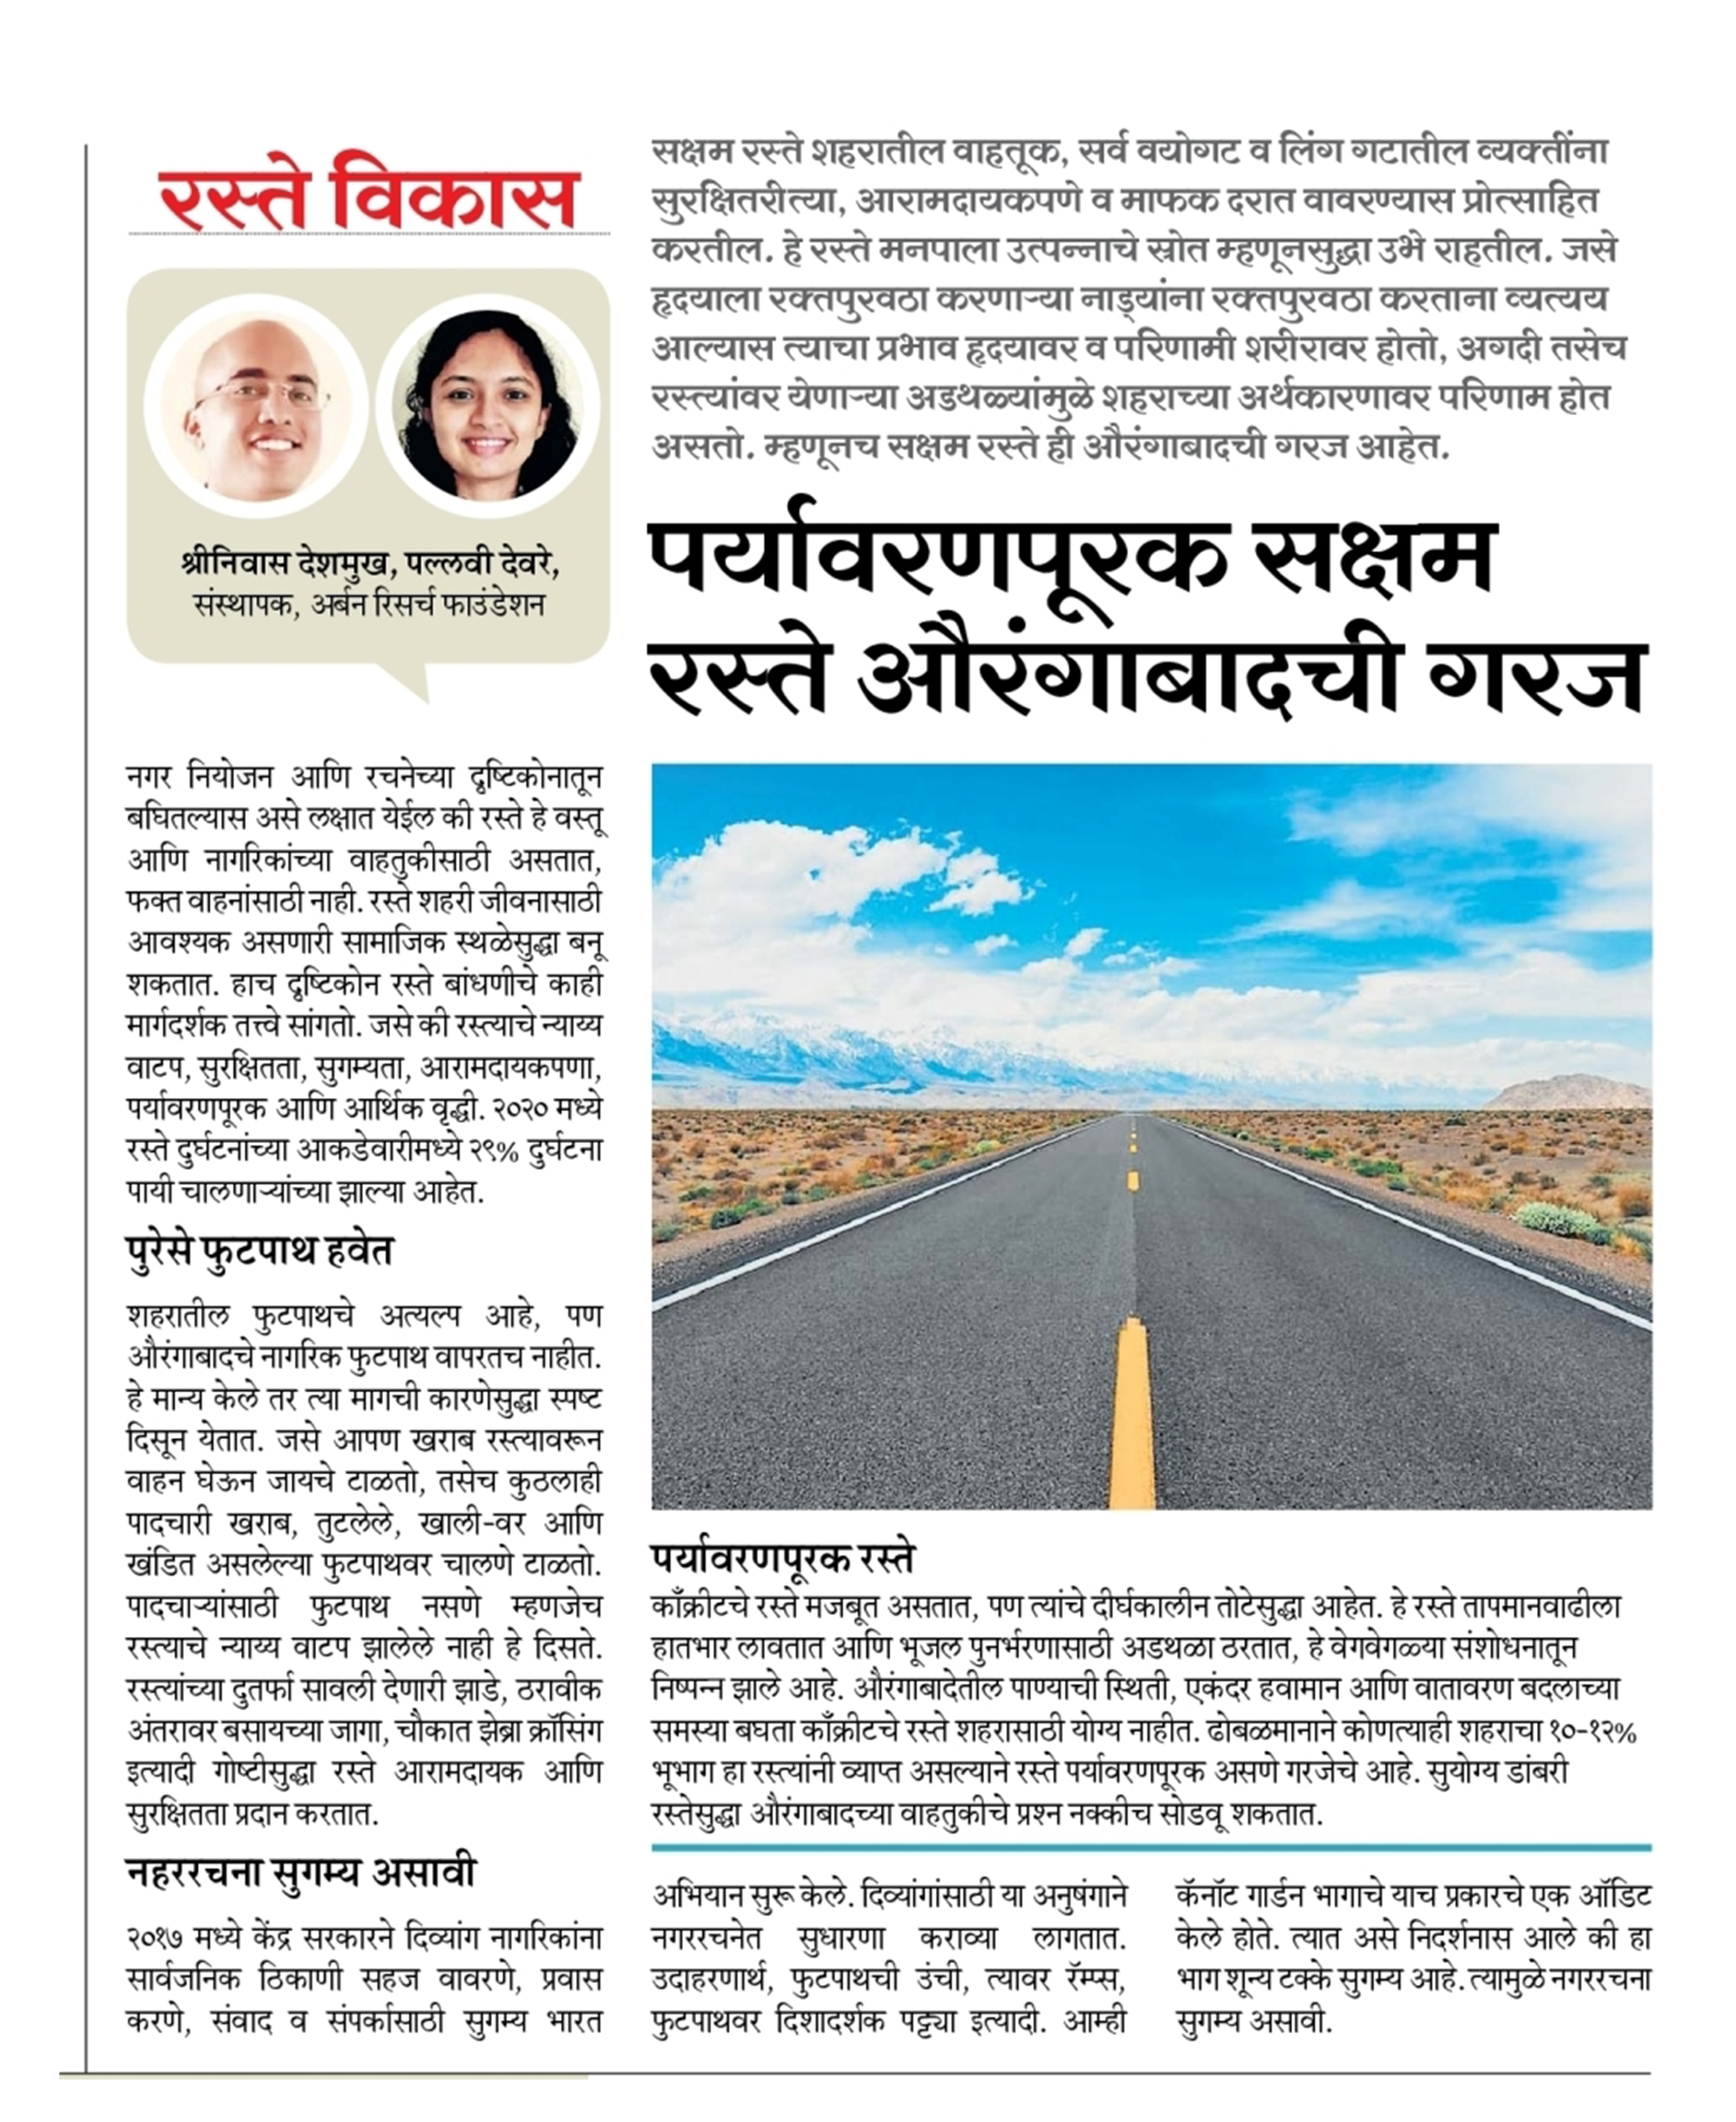 रस्ते विकास
श्रीनिवास देशमुख, पल्लवी देवरे,
संस्थापक, अर्बन रिसर्च फाउंडेशन
सक्षम रस्ते शहरातील वाहतूक, सर्व वयोगट व लिंग गटातील व्यक्तींना
सुरक्षितरीत्या, आरामदायकपणे व माफक दरात वावरण्यास प्रोत्साहित
करतील. हे रस्ते मनपाला उत्पन्नाचे स्रोत म्हणूनसुद्धा उभे राहतील. जसे
हृदयाला रक्तपुरवठा करणाऱ्या नाड्यांना रक्तपुरवठा करताना व्यत्यय
आल्यास त्याचा प्रभाव हृदयावर व परिणामी शरीरावर होतो, अगदी तसेच
रस्त्यांवर येणाऱ्या अडथळ्यांमुळे शहराच्या अर्थकारणावर परिणाम होत
असतो. म्हणूनच सक्षम रस्ते ही औरंगाबादची गरज आहेत.
पर्यावरणपूरक सक्षम
रस्ते औरंगाबादची गरज
नगर नियोजन आणि रचनेच्या दृष्टिकोनातून
बघितल्यास असे लक्षात येईल की रस्ते हे वस्तू
आणि नागरिकांच्या वाहतुकीसाठी असतात,
फक्त वाहनांसाठी नाही. रस्ते शहरी जीवनासाठी
आवश्यक असणारी सामाजिक स्थळेसुद्धा बनू
शकतात. हाच दृष्टिकोन रस्ते बांधणीचे काही
मार्गदर्शक तत्त्वे सांगतो. जसे की रस्त्याचे न्याय्य
वाटप, सुरक्षितता, सुगम्यता, आरामदायकपणा,
पर्यावरणपूरक आणि आर्थिक वृद्धी. २०२० मध्ये
रस्ते दुर्घटनांच्या आकडेवारीमध्ये २९% दुर्घटना
पायी चालणाऱ्यांच्या झाल्या आहेत.
पुरेसे फुटपाथ हवेत
शहरातील फुटपाथचे अत्यल्प आहे, पण
औरंगाबादचे नागरिक फुटपाथ वापरतच नाहीत.
हे मान्य केले तर त्या मागची कारणेसुद्धा स्पष्ट
दिसून येतात. जसे आपण खराब रस्त्यावरून
वाहन घेऊन जायचे टाळतो, तसेच कुठलाही
पादचारी खराब, तुटलेले, खाली-वर आणि
खंडित असलेल्या फुटपाथवर चालणे टाळतो.
पादचाऱ्यांसाठी फुटपाथ नसणे म्हणजेच
रस्त्याचे न्याय्य वाटप झालेले नाही हे दिसते.
रस्त्यांच्या दुतर्फा सावली देणारी झाडे, ठरावीक
अंतरावर बसायच्या जागा, चौकात झेब्रा क्रॉसिंग
इत्यादी गोष्टीसुद्धा रस्ते आरामदायक आणि
सुरक्षितता प्रदान करतात.
नहररचना सुगम्य असावी
२०१७ मध्ये केंद्र सरकारने दिव्यांग नागरिकांना
सार्वजनिक ठिकाणी सहज वावरणे, प्रवास
करणे, संवाद व संपर्कासाठी सुगम्य भारत
पर्यावरणपूरक रस्ते
काँक्रीटचे रस्ते मजबूत असतात, पण त्यांचे दीर्घकालीन तोटेसुद्धा आहेत. हे रस्ते तापमानवाढीला
हातभार लावतात आणि भूजल पुनर्भरणासाठी अडथळा ठरतात, हे वेगवेगळ्या संशोधनातून
निष्पन्न झाले आहे. औरंगाबादेतील पाण्याची स्थिती, एकंदर हवामान आणि वातावरण बदलाच्या
समस्या बघता काँक्रीटचे रस्ते शहरासाठी योग्य नाहीत. ढोबळमानाने कोणत्याही शहराचा १०-१२%
भूभाग हा रस्त्यांनी व्याप्त असल्याने रस्ते पर्यावरणपूरक असणे गरजेचे आहे. सुयोग्य डांबरी
रस्तेसुद्धा औरंगाबादच्या वाहतुकीचे प्रश्न नक्कीच सोडवू शकतात.
अभियान सुरू केले. दिव्यांगांसाठी या अनुषंगाने
नगररचनेत सुधारणा कराव्या लागतात.
उदाहरणार्थ, फुटपाथची उंची, त्यावर रॅम्प्स,
फुटपाथवर दिशादर्शक पट्ट्या इत्यादी. आम्ही
कॅनॉट गार्डन भागाचे याच प्रकारचे एक ऑडिट
केले होते. त्यात असे निदर्शनास आले की हा
भाग शून्य टक्के सुगम्य आहे. त्यामुळे नगररचना
सुगम्य असावी.